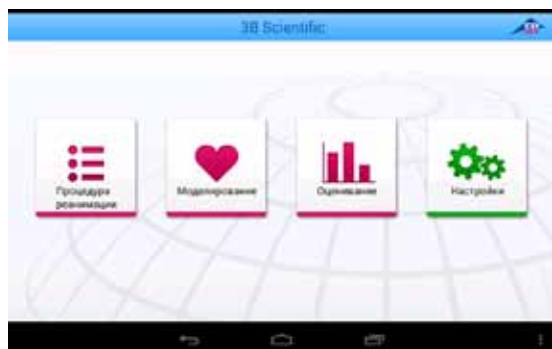 3B Scientific
Процедура
реанимации
Моделирование
Оценивание
Настройки